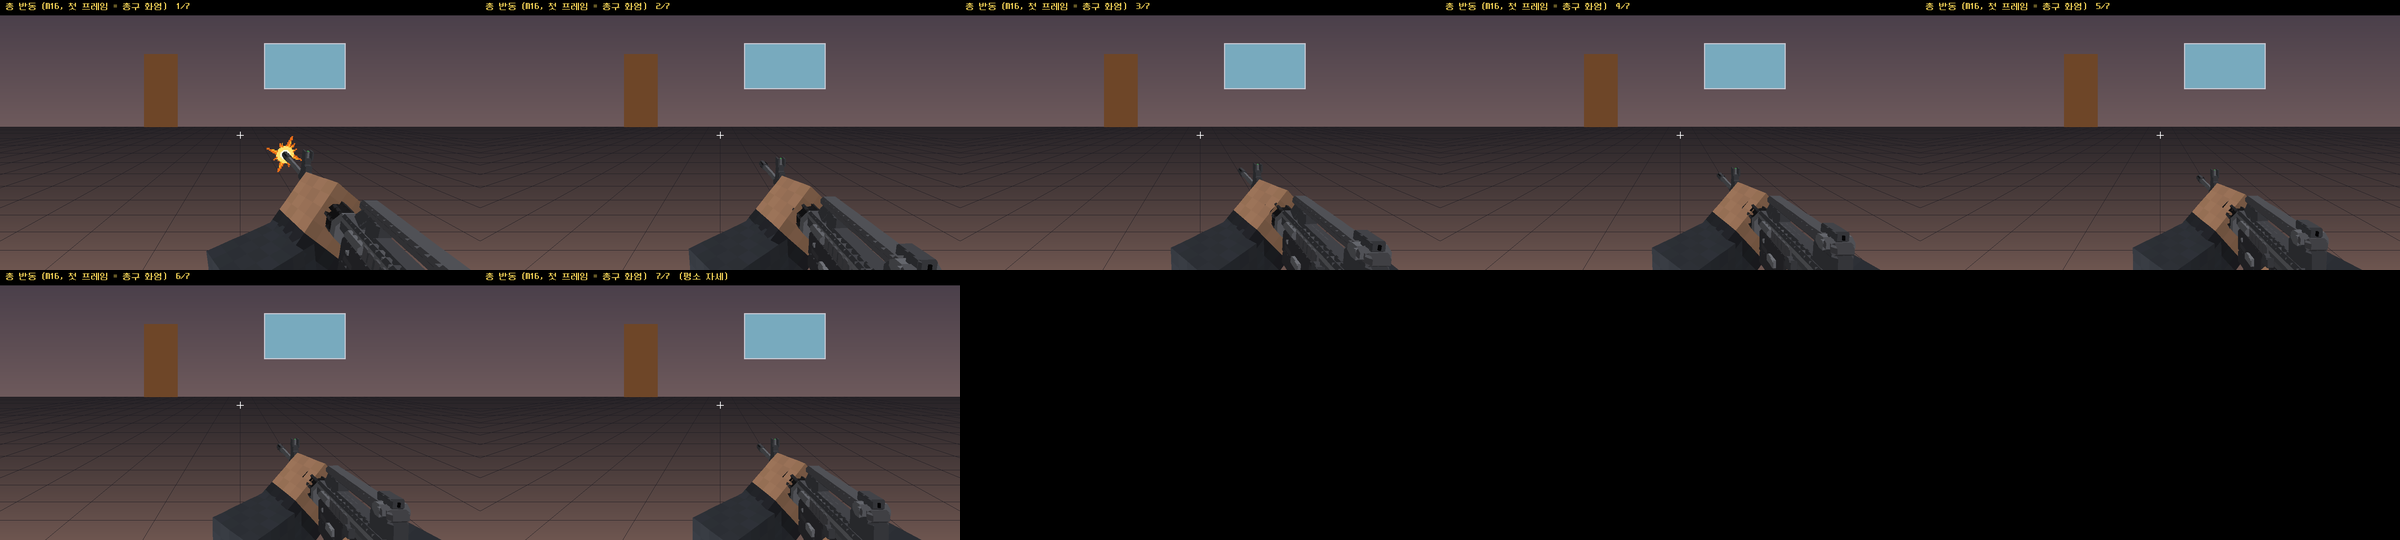 총 반동 (M16, 첫 프레임 = 총구 화염) 1/7
총 반동 (M16, 첫 프레임 = 총구 화염) 2/7
총 반동 (M16, 첫 프레임 = 총구 화염) 3/7
총 반동 (M16, 첫 프레임 = 총구 화염) 4/7
총 반동 (M16, 첫 프레임 = 총구 화염) 5/7
총 반동 (M16, 첫 프레임 = 총구 화염) 6/7
총 반동 (M16, 첫 프레임 = 총구 화염) 7/7 (평소 자세)